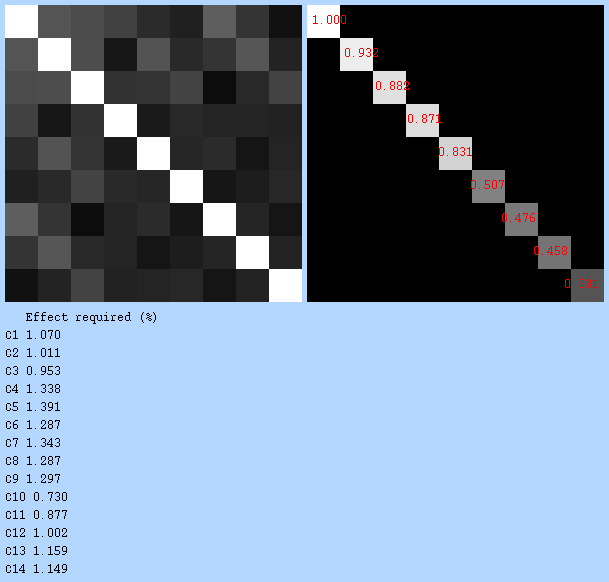 1.000
0.932
0.882
0.871
0.831
0.507
0.476
0.458
Effect required (%)
C1 1.070
C2 1.011
C3 0.953
C4 1.338
C5 1.391
C6 1.287
C7 1.343
C8 1.287
C9 1.297
C10 0.730
C11 0.877
C12 1.002
C13 1.159
C14 1.149